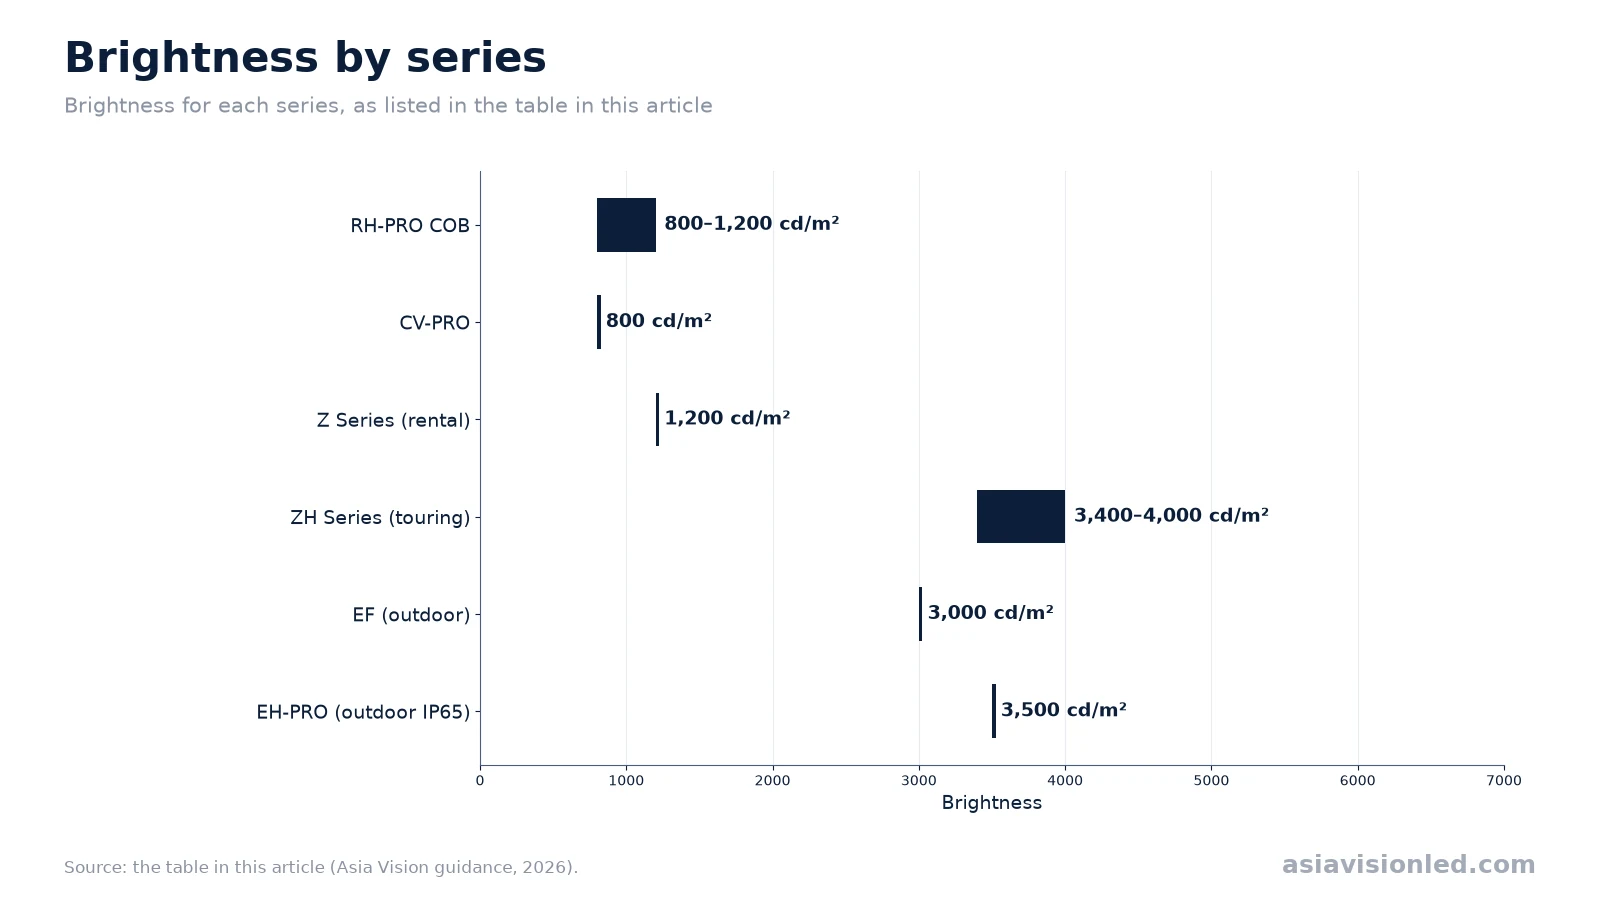 Brightness by series
Brightness for each series, as listed in the table in this article
RH-PRO COB
800–1,200 cd/m²
CV-PRO
800 cd/m²
Z Series (rental)
1,200 cd/m²
ZH Series (touring)
3,400–4,000 cd/m²
EF (outdoor)
3,000 cd/m²
EH-PRO (outdoor IP65)
3,500 cd/m²
0 1000 2000 3000 4000 5000 6000 7000
Brightness
Source: the table in this article (Asia Vision guidance, 2026).
asiavisionled.com